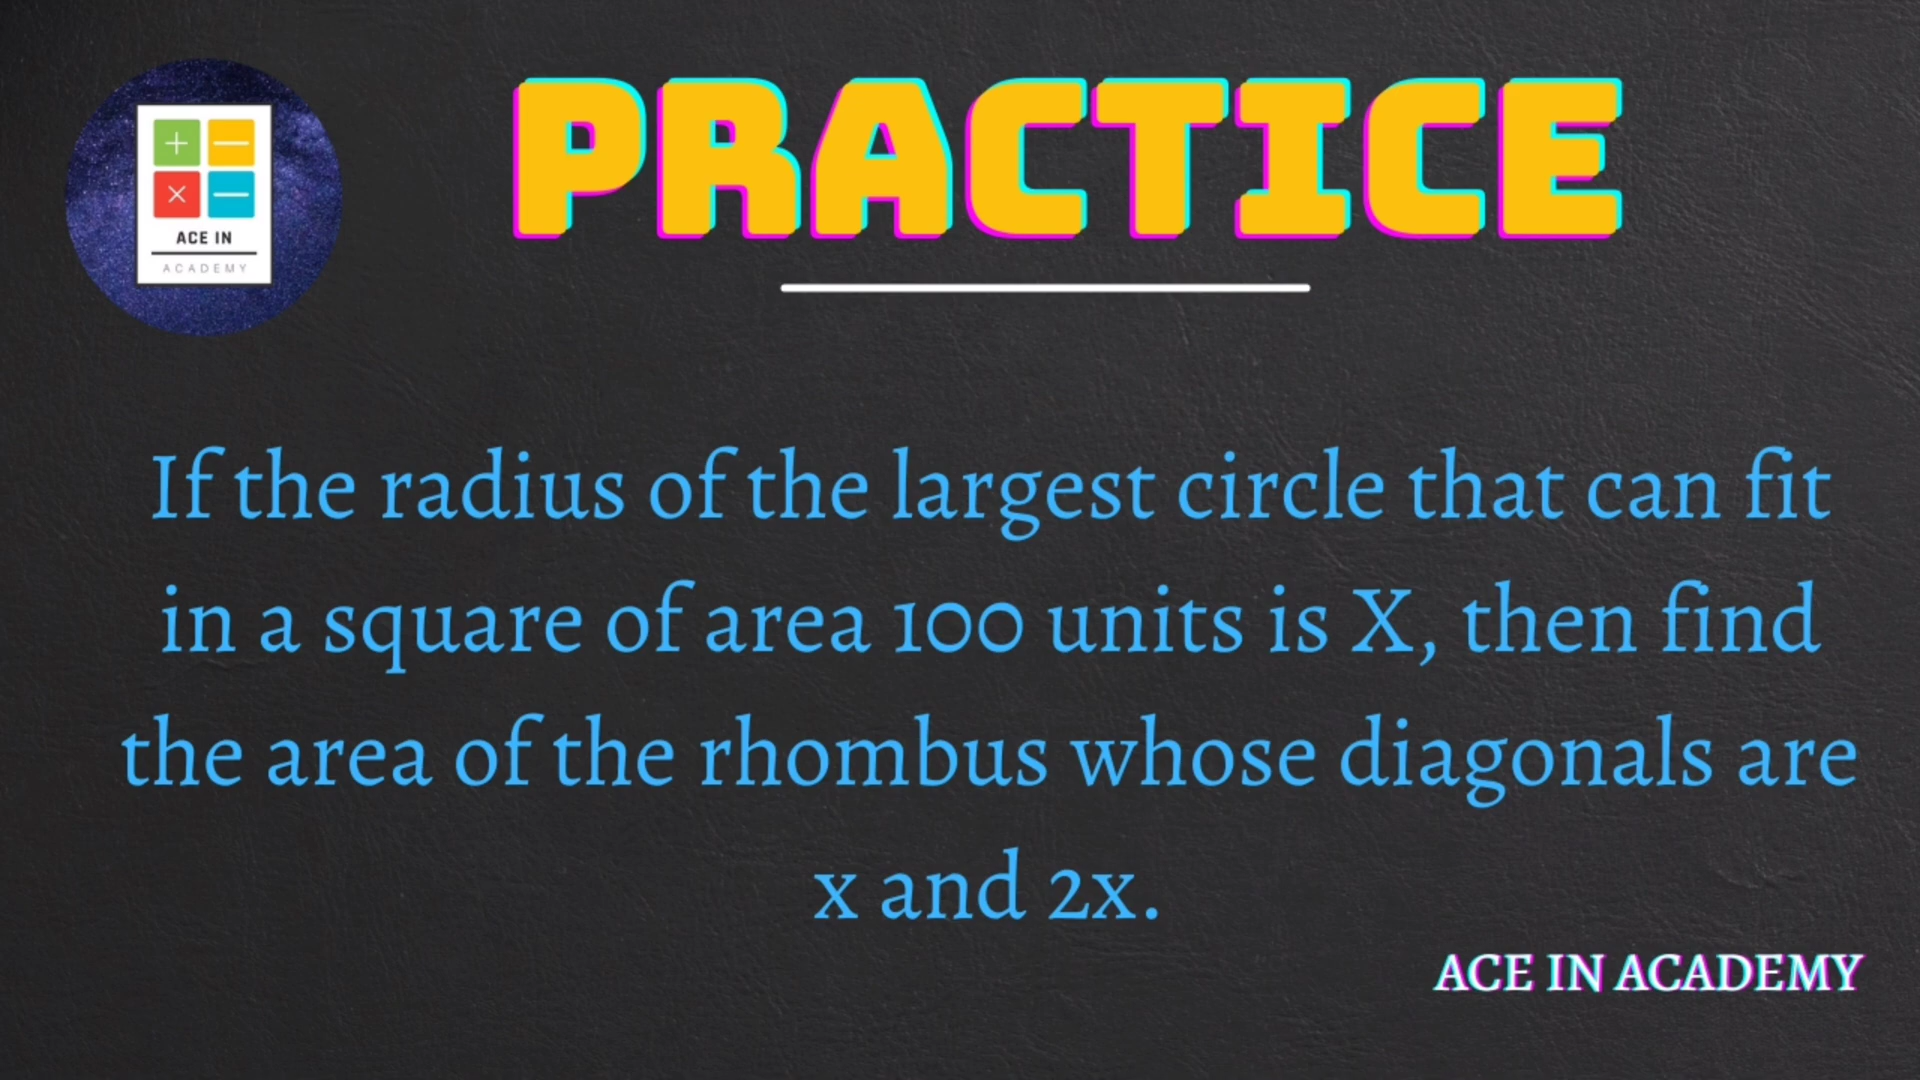 PRACTICE
ACE IN
ACADEMY
If the radius of the largest circle that can fit
in a square of area 100 units is X, then find
the area of the rhombus whose diagonals are
x and 2x.
ACE IN ACADEMY